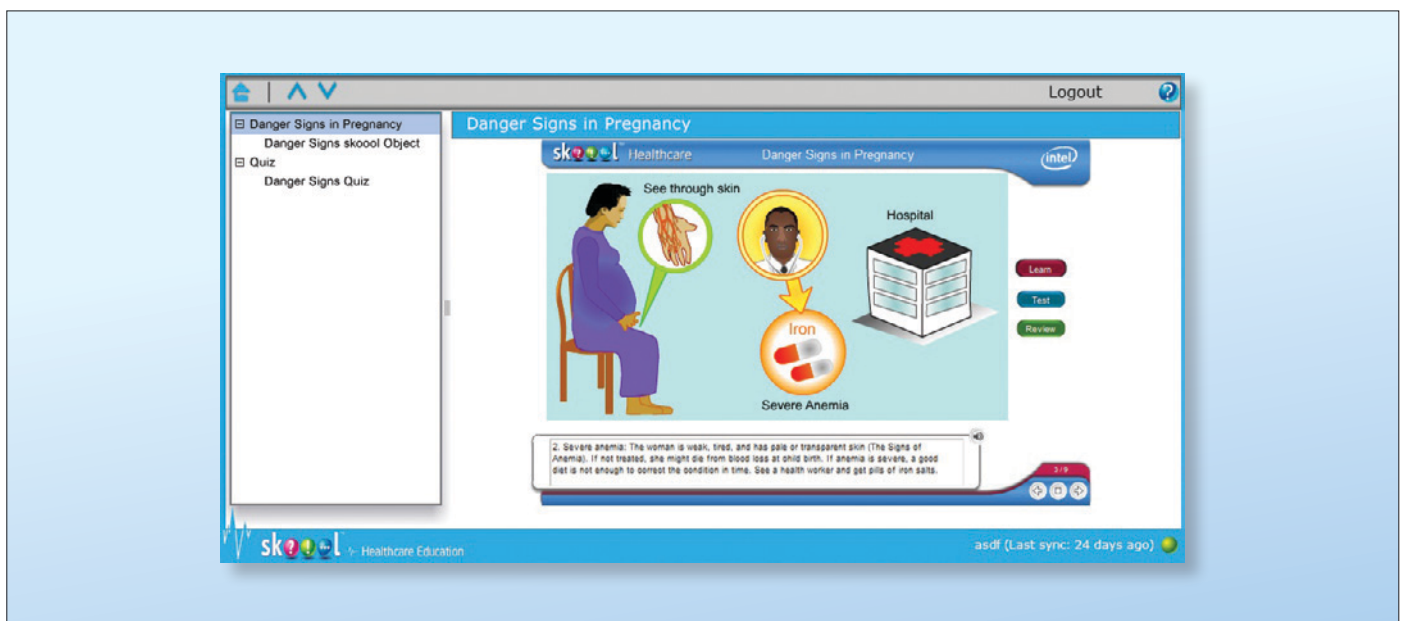 Logout
Danger Signs in Pregnancy
Danger Signs skoool Object
Quiz
Danger Signs Quiz
Danger Signs in Pregnancy
sk???l™ Healthcare
Danger Signs in Pregnancy
intel
See through skin
Hospital
Iron
Severe Anemia
Learn
Test
Review
2. Severe anemia: The woman is weak, tired, and has pale or transparent skin (The Signs of
Anemia). If not treated, she might die from blood loss at child birth. If anemia is severe, a good
diet is not enough to correct the condition in time. See a health worker and get pills of iron salts.
3/9
skoool™ Healthcare Education
asdf (Last sync: 24 days ago)